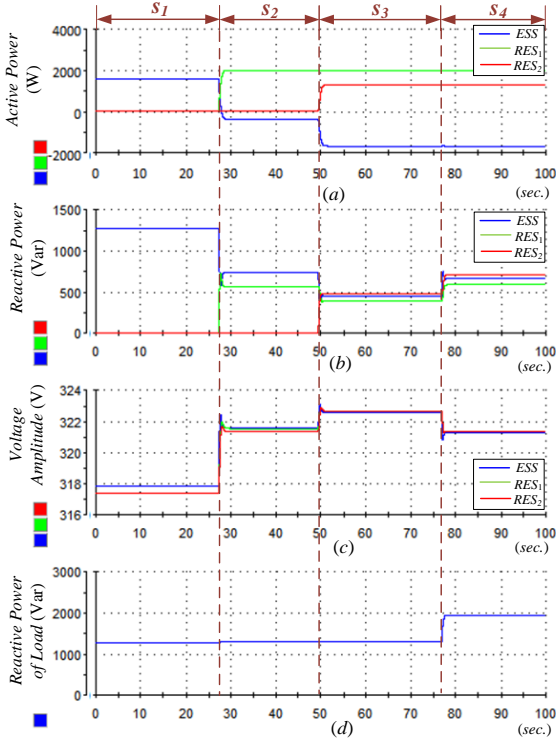 S1 S2 S3 S4
Active Power
(W)
4000
2000
0
-2000
ESS
RES1
RES2
0 10 20 30 40 50 60 70 80 90 100
(a)
(sec.)
Reactive Power
(Var)
1500
1000
500
0
ESS
RES1
RES2
0 10 20 30 40 50 60 70 80 90 100
(b)
(sec.)
Voltage
Amplitude (V)
324
322
320
318
316
ESS
RES1
RES2
0 10 20 30 40 50 60 70 80 90 100
(c)
(sec.)
Reactive Power
of Load (Var)
3000
2000
1000
0
0 10 20 30 40 50 60 70 80 90 100
(d)
(sec.)